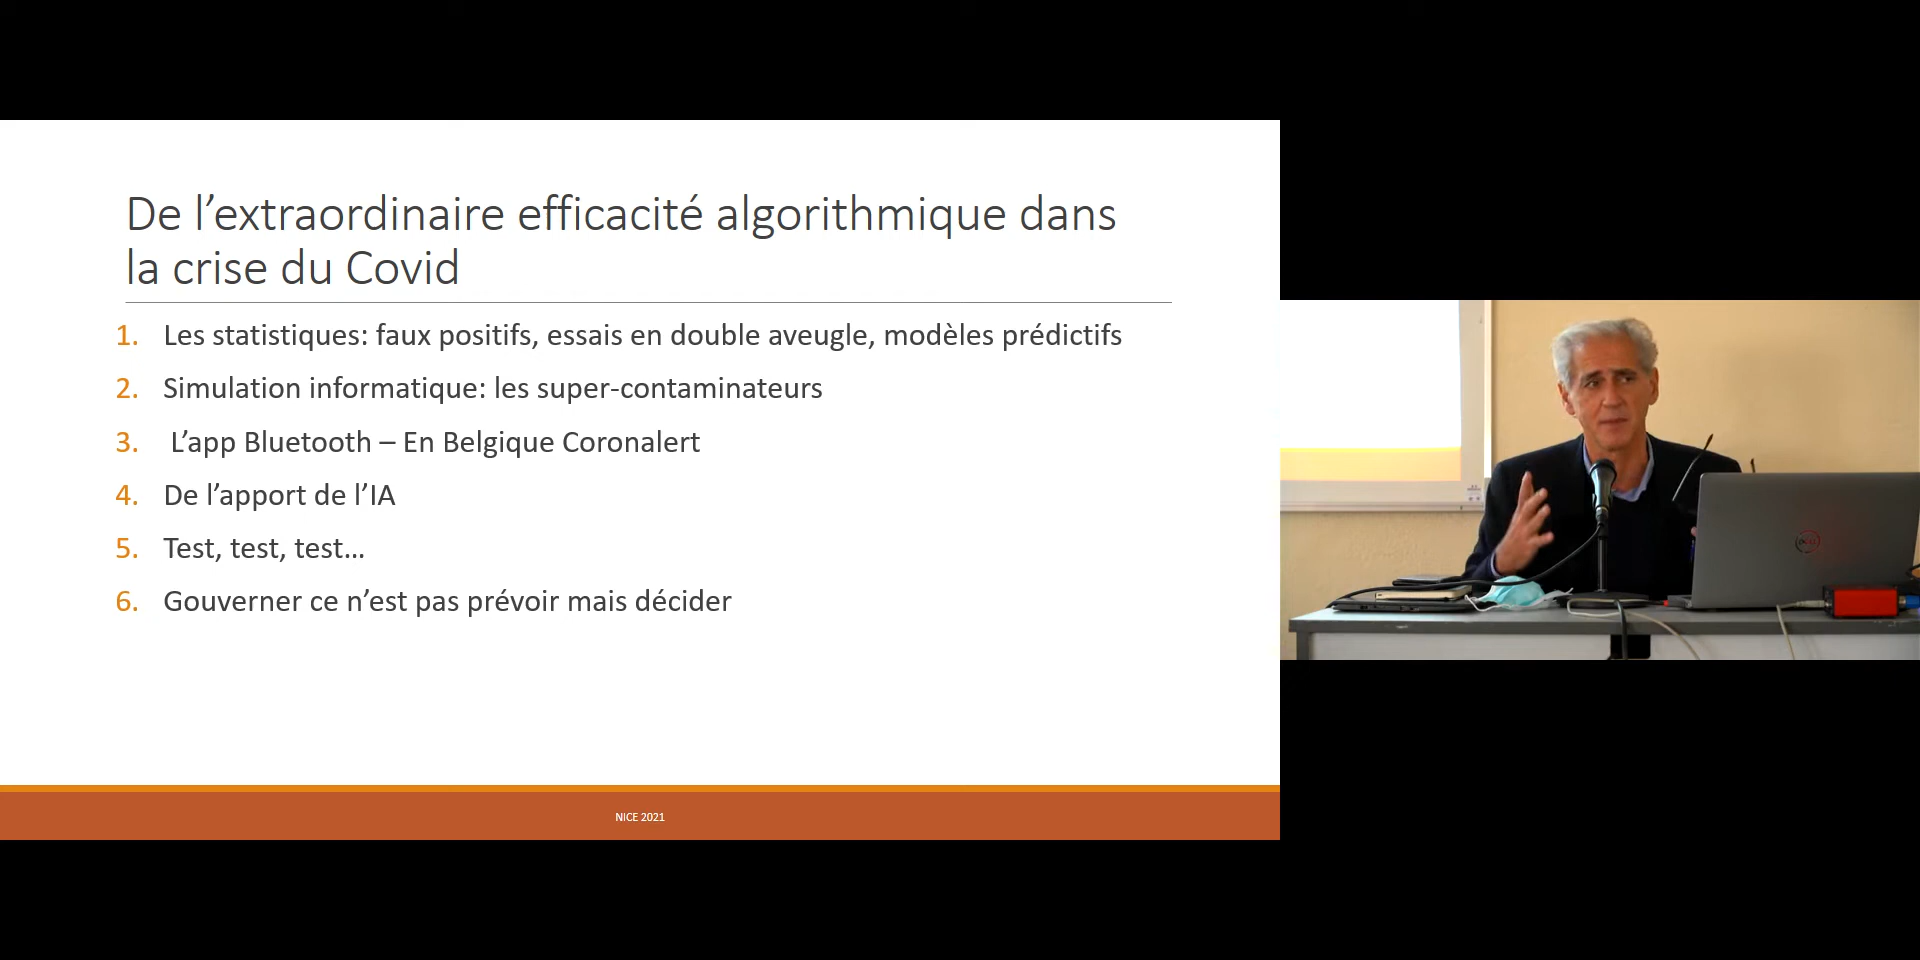 De l’extraordinaire efficacité algorithmique dans
la crise du Covid
1. Les statistiques: faux positifs, essais en double aveugle, modèles prédictifs
2. Simulation informatique: les super-contaminateurs
3. L’app Bluetooth – En Belgique Coronalert
4. De l’apport de l’IA
5. Test, test, test…
6. Gouverner ce n’est pas prévoir mais décider
NICE 2021